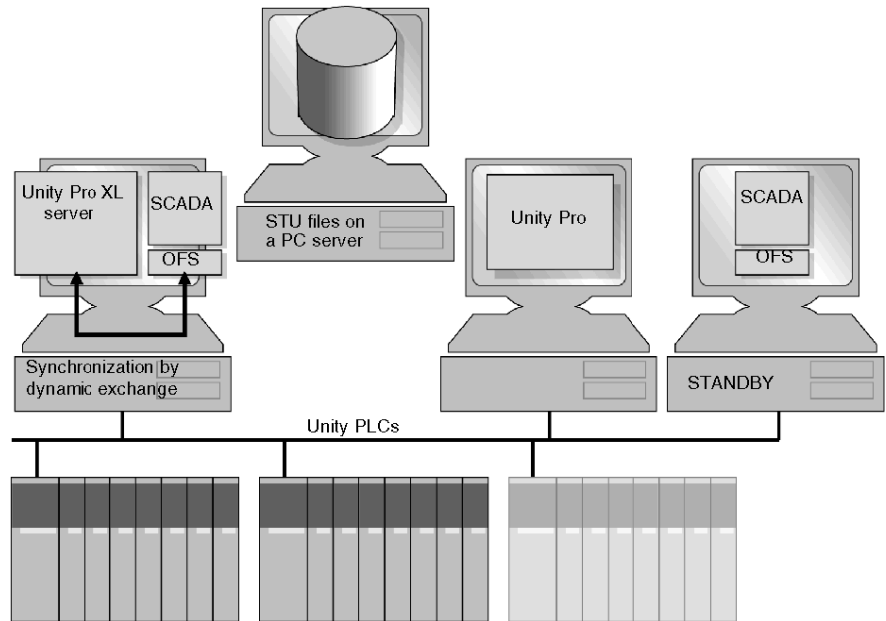 Unity Pro XL
server
SCADA
OFS
STU files on
a PC server
Unity Pro
SCADA
OFS
Synchronization by
dynamic exchange
STANDBY
Unity PLCs